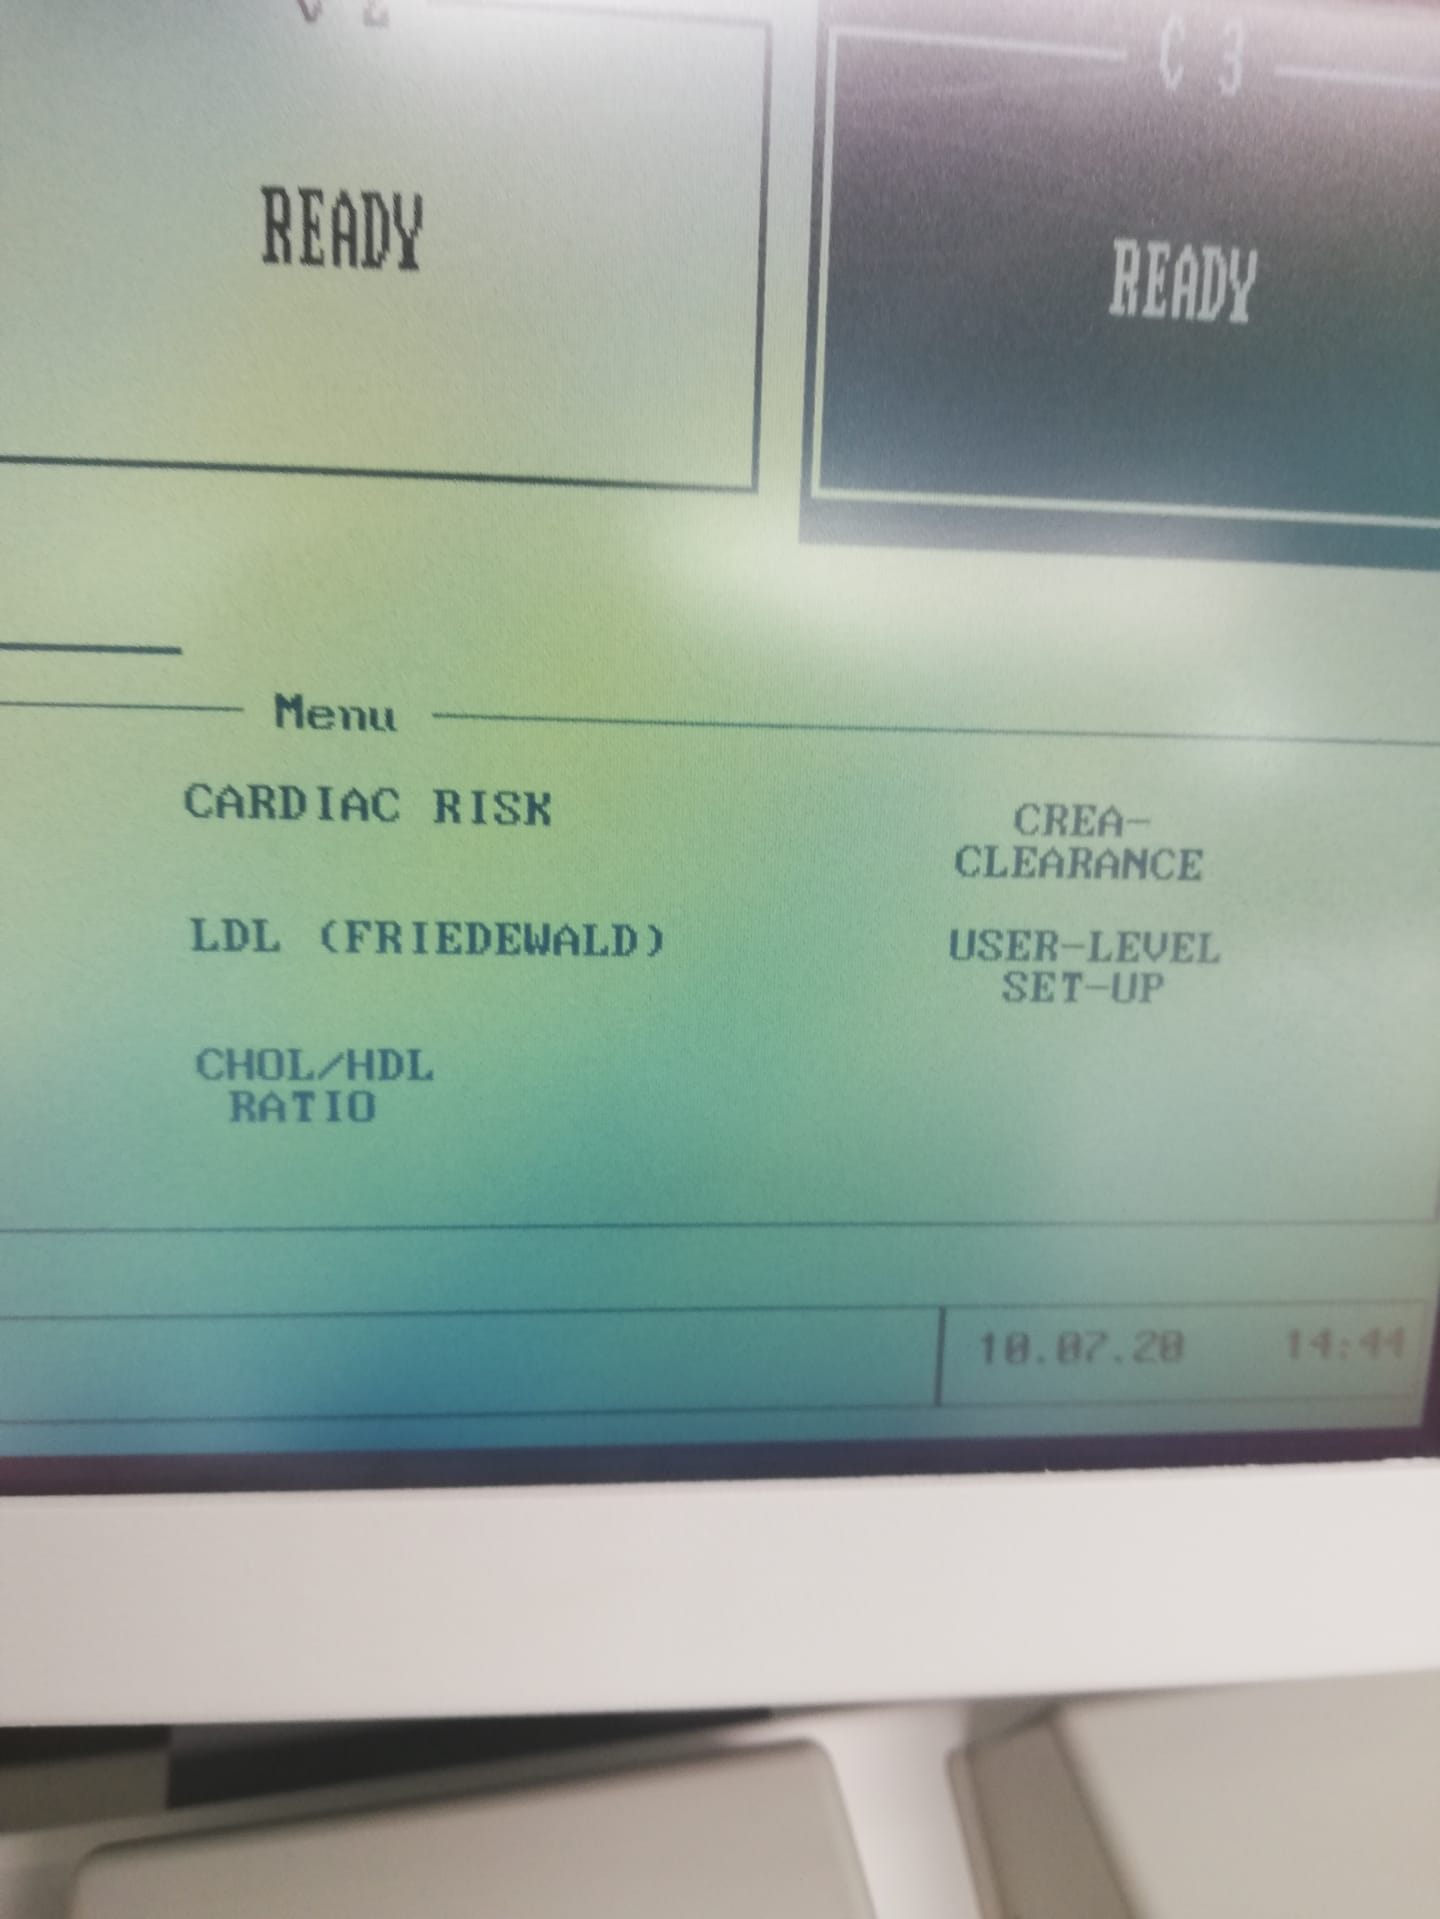 C 3
READY
READY
Menu
CARDIAC RISK
CREA-
CLEARANCE
LDL (FRIEDEWALD)
USER-LEVEL
SET-UP
CHOL/HDL
RATIO
10.07.20 14:44